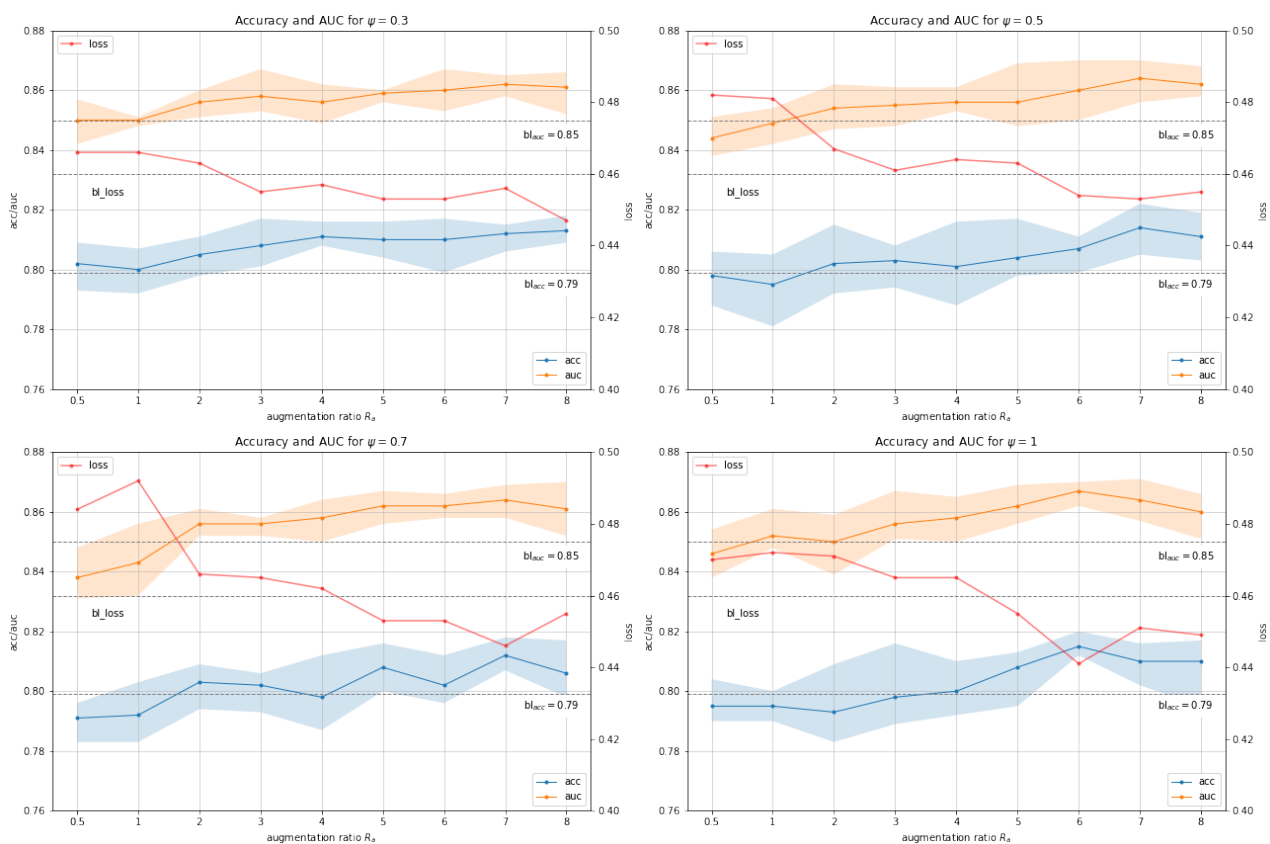 Accuracy and AUC for ψ = 0.3
0.88
0.86
0.84
0.82
0.80
0.78
0.76
acc/auc
loss
bl_auc = 0.85
bl_loss
bl_acc = 0.79
acc
auc
0.50
0.48
0.46
0.44
0.42
0.40
loss
0.5 1 2 3 4 5 6 7 8
augmentation ratio R_a
Accuracy and AUC for ψ = 0.5
0.88
0.86
0.84
0.82
0.80
0.78
0.76
acc/auc
loss
bl_auc = 0.85
bl_loss
bl_acc = 0.79
acc
auc
0.50
0.48
0.46
0.44
0.42
0.40
loss
0.5 1 2 3 4 5 6 7 8
augmentation ratio R_a
Accuracy and AUC for ψ = 0.7
0.88
0.86
0.84
0.82
0.80
0.78
0.76
acc/auc
loss
bl_auc = 0.85
bl_loss
bl_acc = 0.79
acc
auc
0.50
0.48
0.46
0.44
0.42
0.40
loss
0.5 1 2 3 4 5 6 7 8
augmentation ratio R_a
Accuracy and AUC for ψ = 1
0.88
0.86
0.84
0.82
0.80
0.78
0.76
acc/auc
loss
bl_auc = 0.85
bl_loss
bl_acc = 0.79
acc
auc
0.50
0.48
0.46
0.44
0.42
0.40
loss
0.5 1 2 3 4 5 6 7 8
augmentation ratio R_a